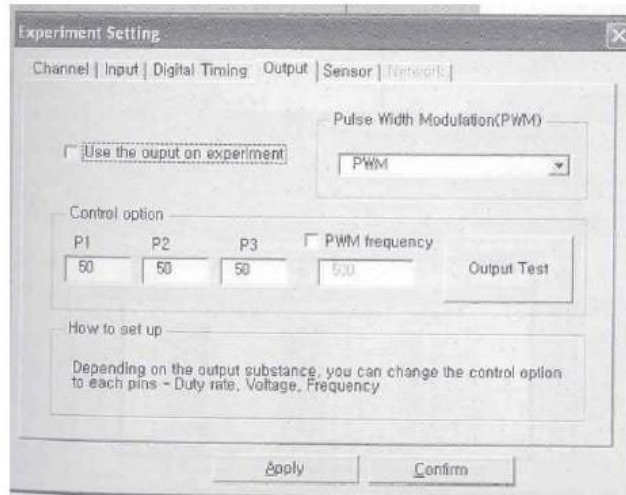 Experiment Setting
Channel | Input | Digital Timing Output | Sensor | Network |
Pulse Width Modulation(PWM)
Use the ouput on experiment
PWM
Control option
P1 P2 P3 PWM frequency
50 50 50 500 Output Test
How to set up
Depending on the output substance, you can change the control option
to each pins - Duty rate, Voltage, Frequency
Apply Confirm